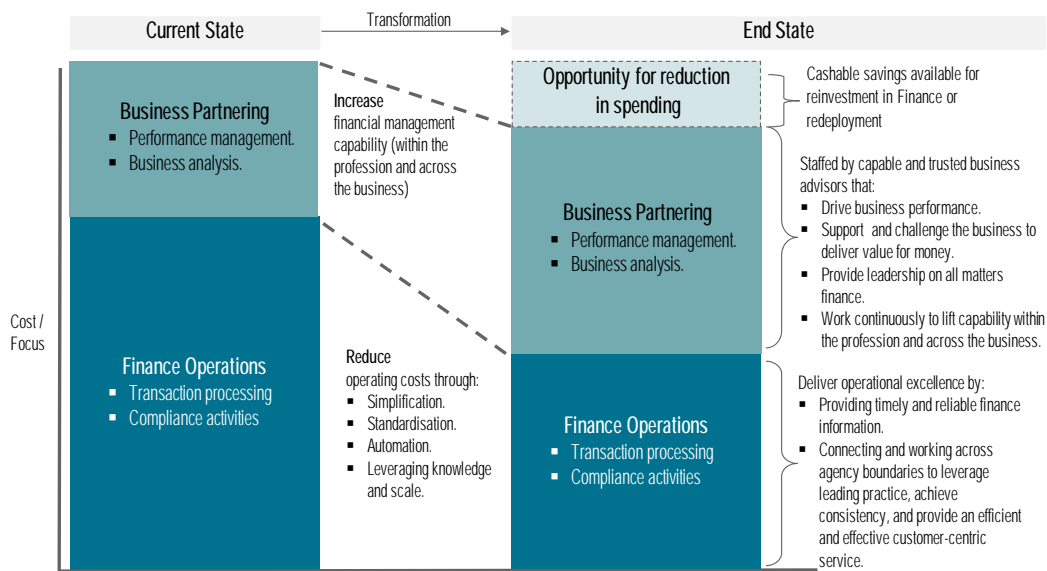 Current State
Transformation
End State
Business Partnering
▪ Performance management.
▪ Business analysis.
Increase
financial management
capability (within the
profession and across
the business)
Opportunity for reduction
in spending
Cashable savings available for
reinvestment in Finance or
redeployment
Business Partnering
▪ Performance management.
▪ Business analysis.
Staffed by capable and trusted business
advisors that:
▪ Drive business performance.
▪ Support and challenge the business to
deliver value for money.
▪ Provide leadership on all matters
finance.
▪ Work continuously to lift capability within
the profession and across the business.
Cost /
Focus
Finance Operations
▪ Transaction processing
▪ Compliance activities
Reduce
operating costs through:
▪ Simplification.
▪ Standardisation.
▪ Automation.
▪ Leveraging knowledge
and scale.
Finance Operations
▪ Transaction processing
▪ Compliance activities
Deliver operational excellence by:
▪ Providing timely and reliable finance
information.
▪ Connecting and working across
agency boundaries to leverage
leading practice, achieve
consistency, and provide an efficient
and effective customer-centric
service.